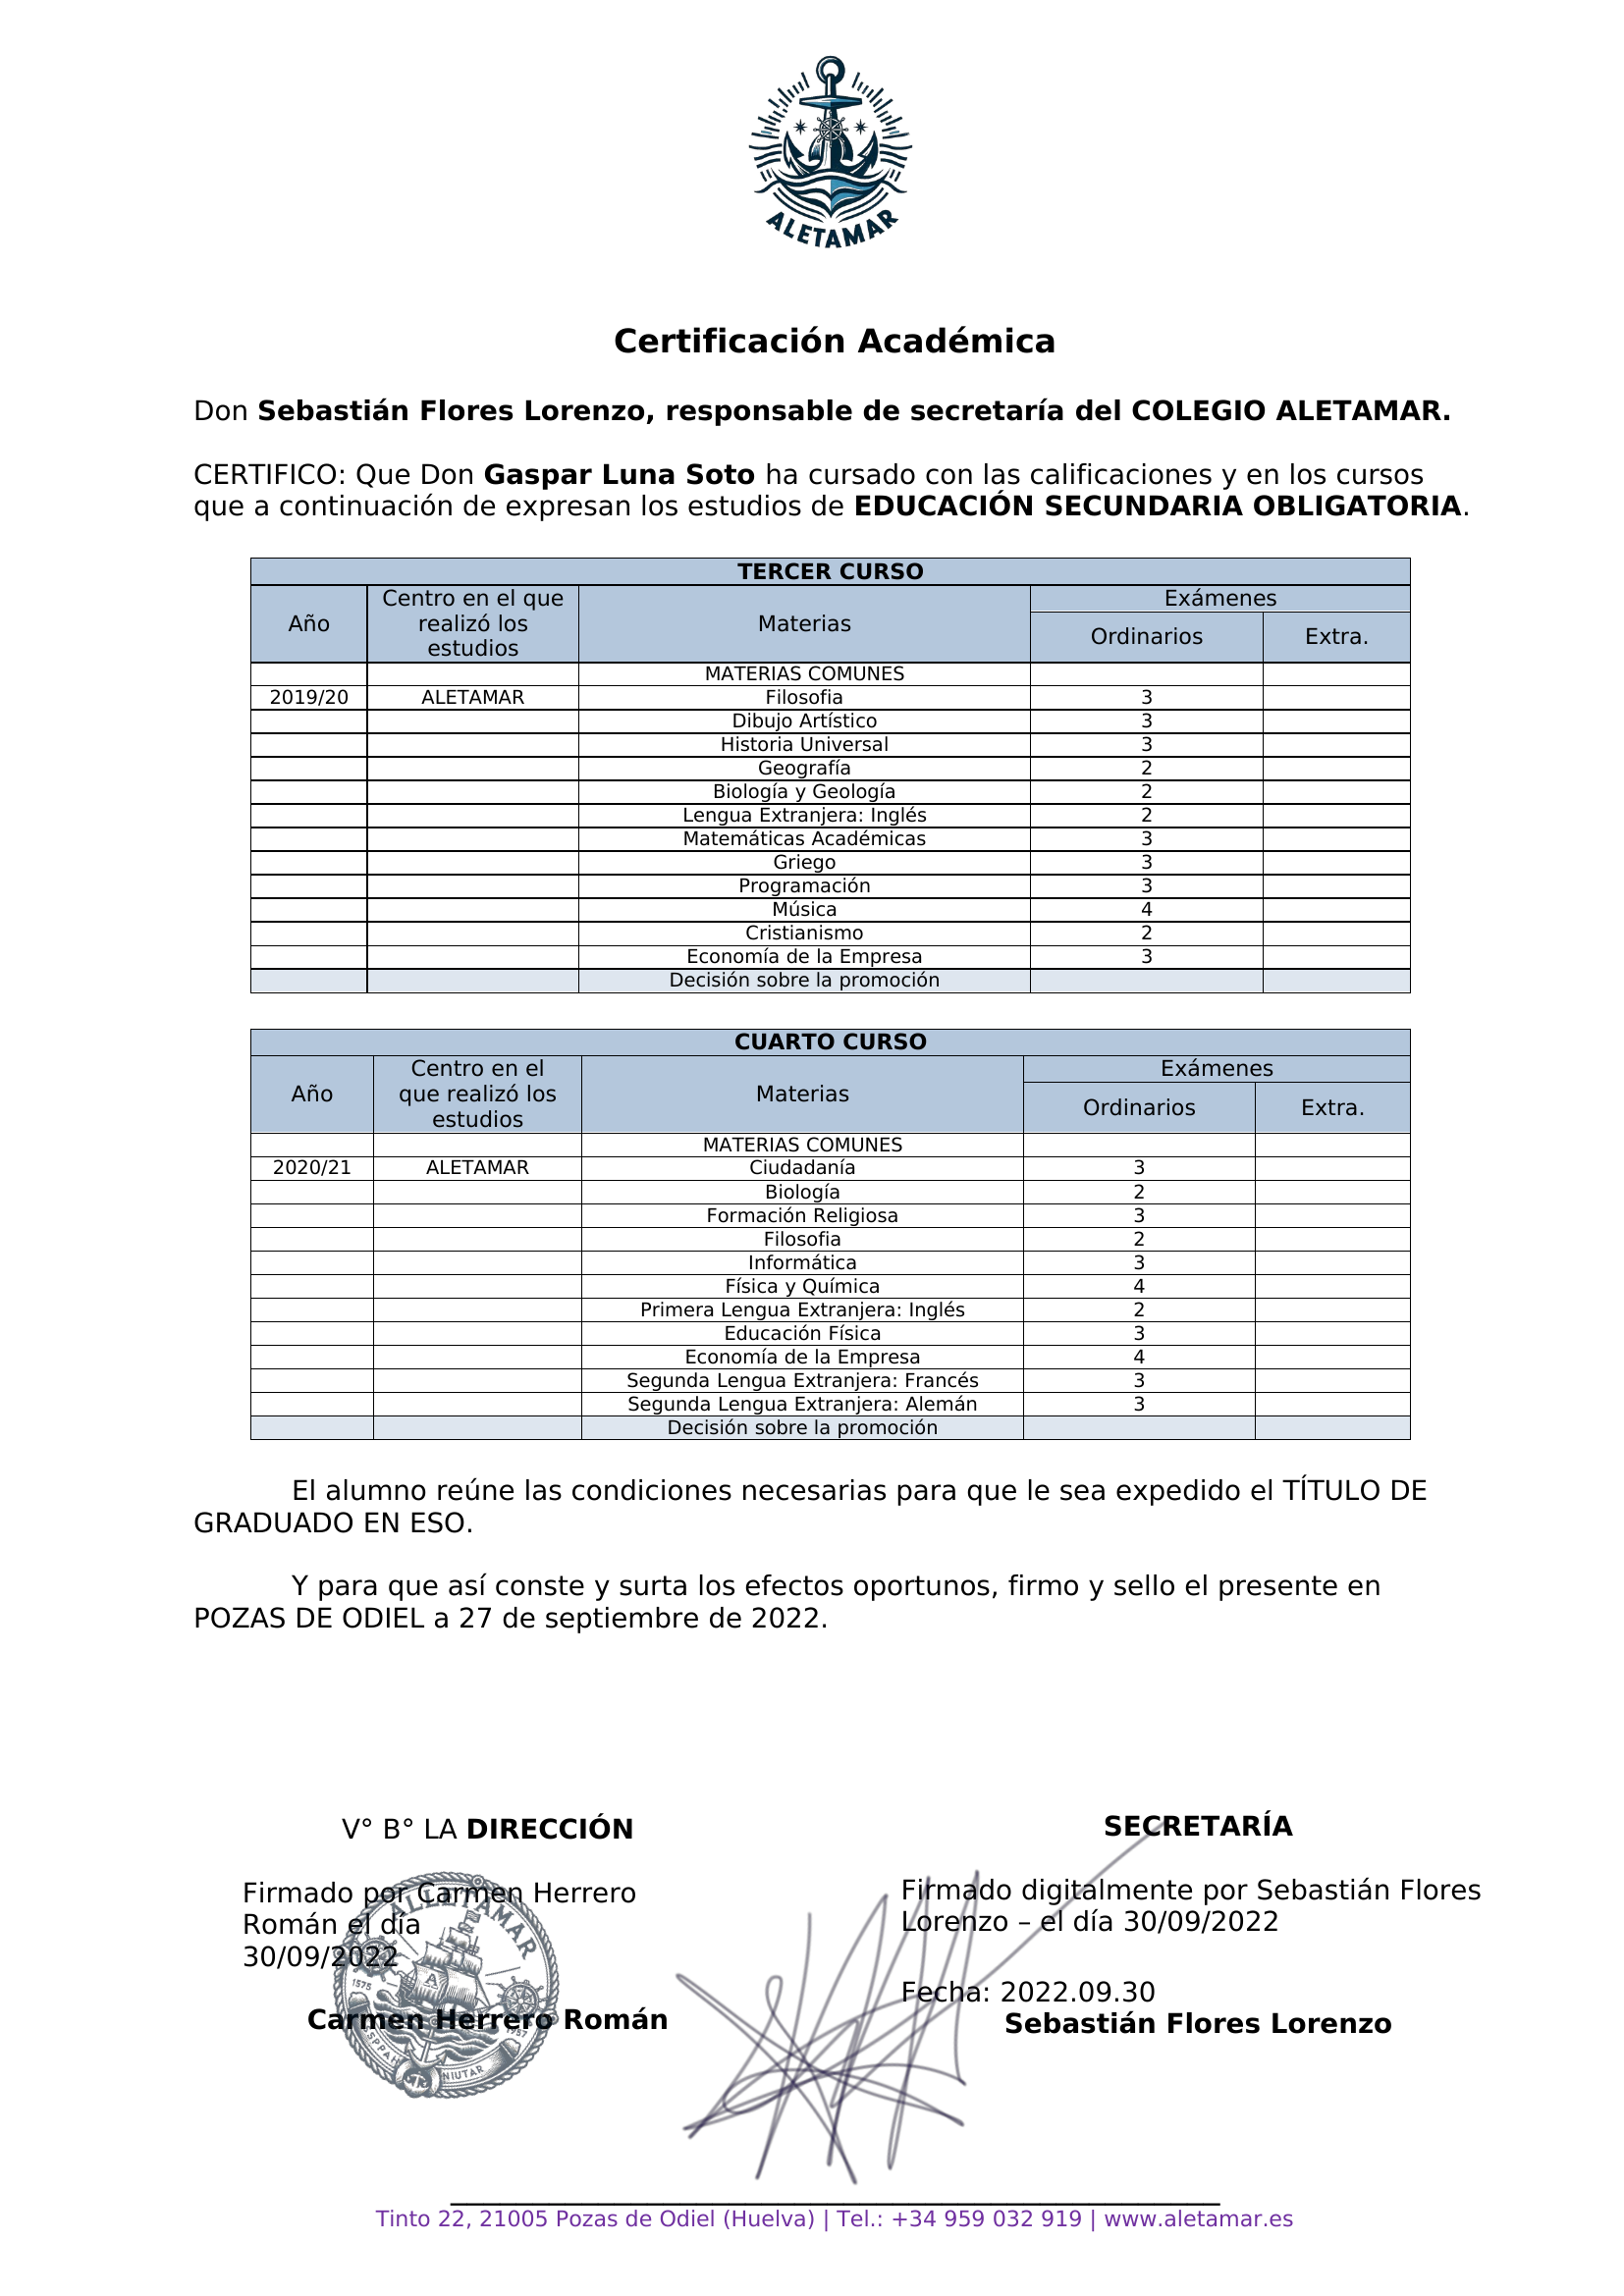 ALETAMAR
Certificación Académica
Don Sebastián Flores Lorenzo, responsable de secretaría del COLEGIO ALETAMAR.
CERTIFICO: Que Don Gaspar Luna Soto ha cursado con las calificaciones y en los cursos
que a continuación de expresan los estudios de EDUCACIÓN SECUNDARIA OBLIGATORIA.
TERCER CURSO
Año Centro en el que realizó los estudios Materias Exámenes
Ordinarios Extra.
MATERIAS COMUNES
2019/20 ALETAMAR Filosofia 3
Dibujo Artístico 3
Historia Universal 3
Geografía 2
Biología y Geología 2
Lengua Extranjera: Inglés 2
Matemáticas Académicas 3
Griego 3
Programación 3
Música 4
Cristianismo 2
Economía de la Empresa 3
Decisión sobre la promoción
CUARTO CURSO
Año Centro en el que realizó los estudios Materias Exámenes
Ordinarios Extra.
MATERIAS COMUNES
2020/21 ALETAMAR Ciudadanía 3
Biología 2
Formación Religiosa 3
Filosofia 2
Informática 3
Física y Química 4
Primera Lengua Extranjera: Inglés 2
Educación Física 3
Economía de la Empresa 4
Segunda Lengua Extranjera: Francés 3
Segunda Lengua Extranjera: Alemán 3
Decisión sobre la promoción
El alumno reúne las condiciones necesarias para que le sea expedido el TÍTULO DE
GRADUADO EN ESO.
Y para que así conste y surta los efectos oportunos, firmo y sello el presente en
POZAS DE ODIEL a 27 de septiembre de 2022.
V° B° LA DIRECCIÓN
Firmado por Carmen Herrero
Román el día
30/09/2022
Carmen Herrero Román
ALLETAMAR
A
1575
1957
NIUTAR
SECRETARÍA
Firmado digitalmente por Sebastián Flores
Lorenzo – el día 30/09/2022
Fecha: 2022.09.30
Sebastián Flores Lorenzo
Tinto 22, 21005 Pozas de Odiel (Huelva) | Tel.: +34 959 032 919 | www.aletamar.es